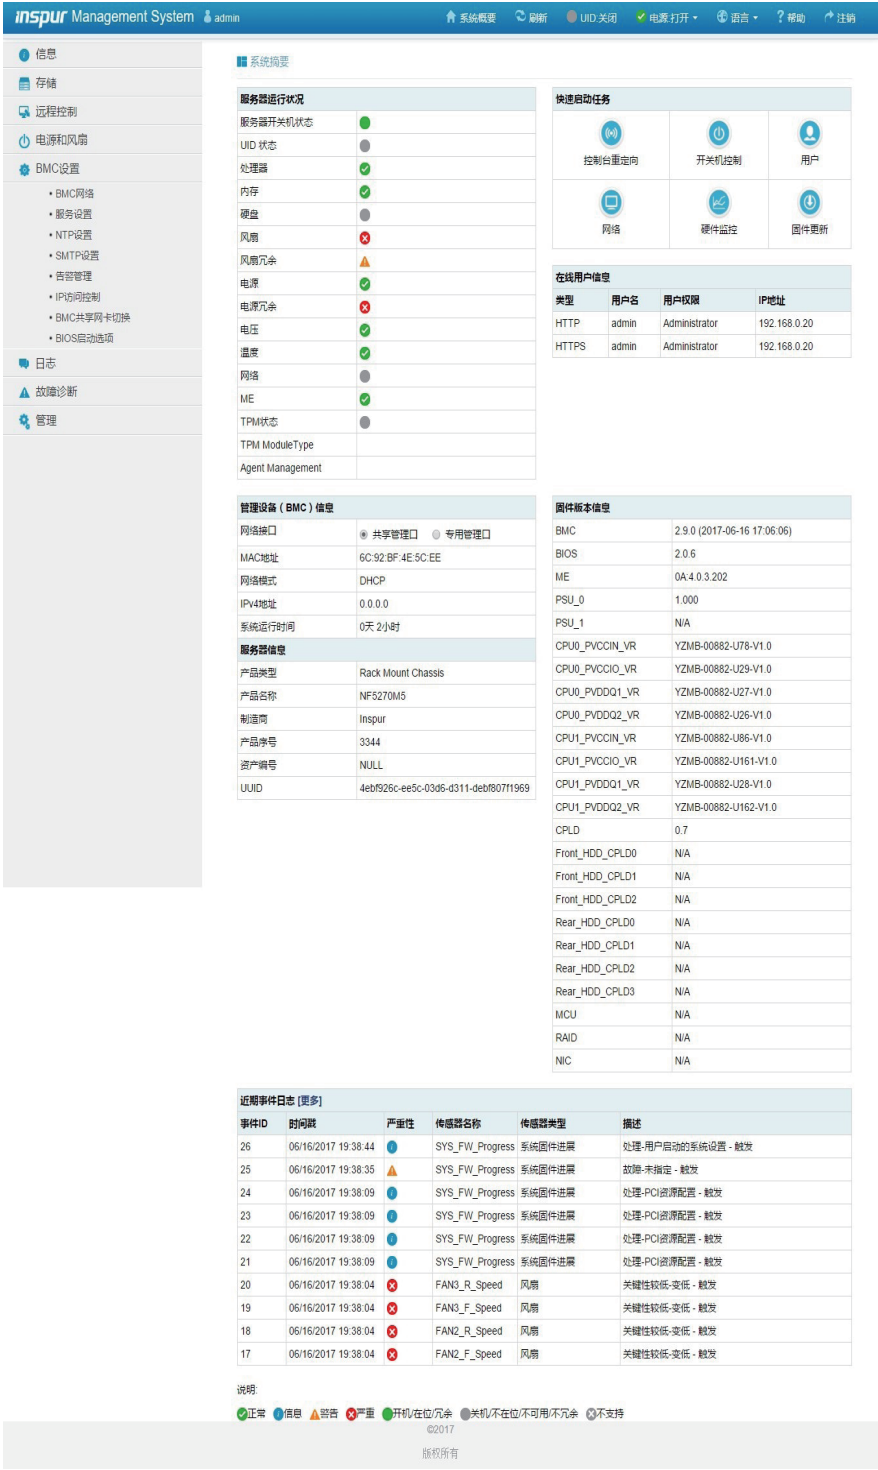 inspur Management System admin 系统概要 刷新 UID:关闭 电源:打开 语言 帮助 注销
信息
存储
远程控制
电源和风扇
BMC设置
• BMC网络
• 服务设置
• NTP设置
• SMTP设置
• 告警管理
• IP访问控制
• BMC共享网卡切换
• BIOS启动选项
日志
故障诊断
管理
系统摘要
服务器运行状况
服务器开关机状态
UID 状态
处理器
内存
硬盘
风扇
风扇冗余
电源
电源冗余
电压
温度
网络
ME
TPM状态
TPM ModuleType
Agent Management
快速启动任务
控制台重定向 开关机控制 用户
网络 硬件监控 固件更新
在线用户信息
类型 用户名 用户权限 IP地址
HTTP admin Administrator 192.168.0.20
HTTPS admin Administrator 192.168.0.20
管理设备 ( BMC ) 信息
网络接口 共享管理口 专用管理口
MAC地址 6C:92:BF:4E:5C:EE
网络模式 DHCP
IPv4地址 0.0.0.0
系统运行时间 0天 2小时
服务器信息
产品类型 Rack Mount Chassis
产品名称 NF5270M5
制造商 Inspur
产品序号 3344
资产编号 NULL
UUID 4ebf926c-ee5c-03d6-d311-debf807f1969
固件版本信息
BMC 2.9.0 (2017-06-16 17:06:06)
BIOS 2.0.6
ME 0A:4.0.3.202
PSU_0 1.000
PSU_1 N/A
CPU0_PVCCIN_VR YZMB-00882-U78-V1.0
CPU0_PVCCIO_VR YZMB-00882-U29-V1.0
CPU0_PVDDQ1_VR YZMB-00882-U27-V1.0
CPU0_PVDDQ2_VR YZMB-00882-U26-V1.0
CPU1_PVCCIN_VR YZMB-00882-U86-V1.0
CPU1_PVCCIO_VR YZMB-00882-U161-V1.0
CPU1_PVDDQ1_VR YZMB-00882-U28-V1.0
CPU1_PVDDQ2_VR YZMB-00882-U162-V1.0
CPLD 0.7
Front_HDD_CPLD0 N/A
Front_HDD_CPLD1 N/A
Front_HDD_CPLD2 N/A
Rear_HDD_CPLD0 N/A
Rear_HDD_CPLD1 N/A
Rear_HDD_CPLD2 N/A
Rear_HDD_CPLD3 N/A
MCU N/A
RAID N/A
NIC N/A
近期事件日志 [更多]
事件ID 时间戳 严重性 传感器名称 传感器类型 描述
26 06/16/2017 19:38:44 SYS_FW_Progress 系统固件进展 处理-用户启动的系统设置 - 触发
25 06/16/2017 19:38:35 SYS_FW_Progress 系统固件进展 故障-未指定 - 触发
24 06/16/2017 19:38:09 SYS_FW_Progress 系统固件进展 处理-PCI资源配置 - 触发
23 06/16/2017 19:38:09 SYS_FW_Progress 系统固件进展 处理-PCI资源配置 - 触发
22 06/16/2017 19:38:09 SYS_FW_Progress 系统固件进展 处理-PCI资源配置 - 触发
21 06/16/2017 19:38:09 SYS_FW_Progress 系统固件进展 处理-PCI资源配置 - 触发
20 06/16/2017 19:38:04 FAN3_R_Speed 风扇 关键性较低-变低 - 触发
19 06/16/2017 19:38:04 FAN3_F_Speed 风扇 关键性较低-变低 - 触发
18 06/16/2017 19:38:04 FAN2_R_Speed 风扇 关键性较低-变低 - 触发
17 06/16/2017 19:38:04 FAN2_F_Speed 风扇 关键性较低-变低 - 触发
说明:
正常 信息 警告 严重 开机/在位/冗余 关机/不在位/不可用/不冗余 不支持
©2017
版权所有